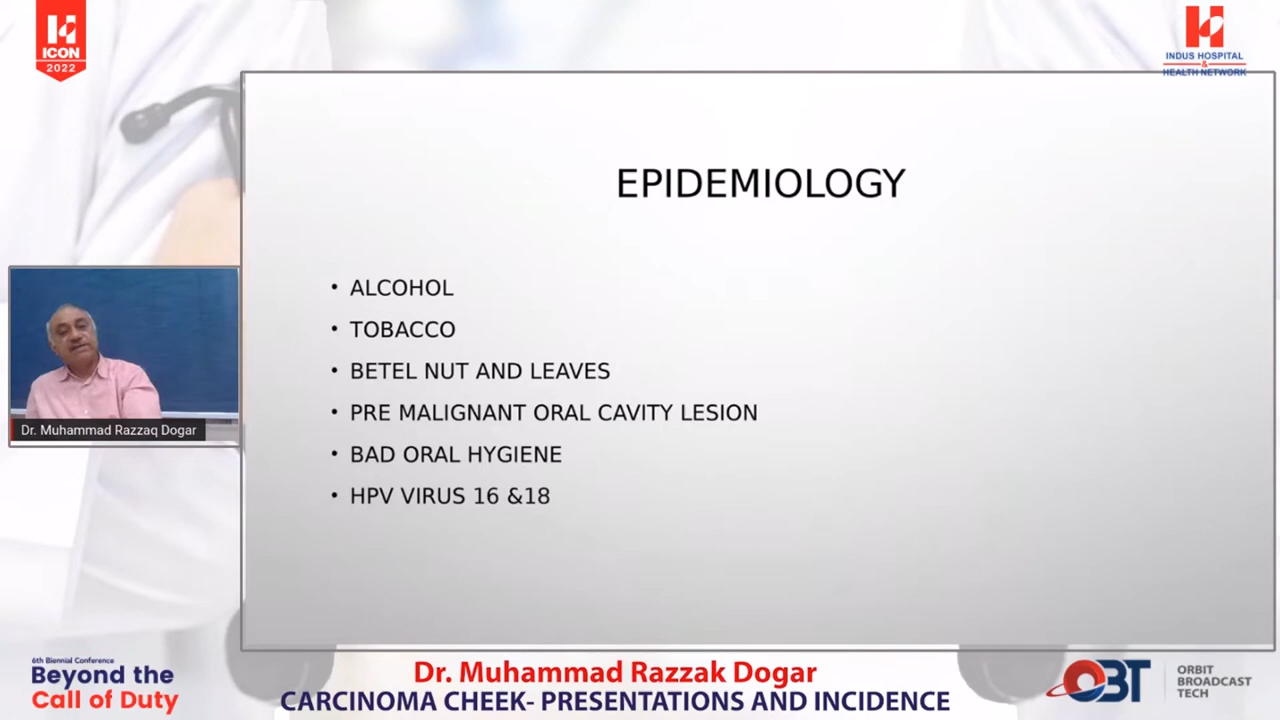 ICON
2022
INDUS HOSPITAL
&
HEALTH NETWORK
EPIDEMIOLOGY
• ALCOHOL
• TOBACCO
• BETEL NUT AND LEAVES
• PRE MALIGNANT ORAL CAVITY LESION
• BAD ORAL HYGIENE
• HPV VIRUS 16 &18
Dr. Muhammad Razzaq Dogar
6th Biennial Conference
Beyond the
Call of Duty
Dr. Muhammad Razzak Dogar
CARCINOMA CHEEK- PRESENTATIONS AND INCIDENCE
OBT
ORBIT
BROADCAST
TECH